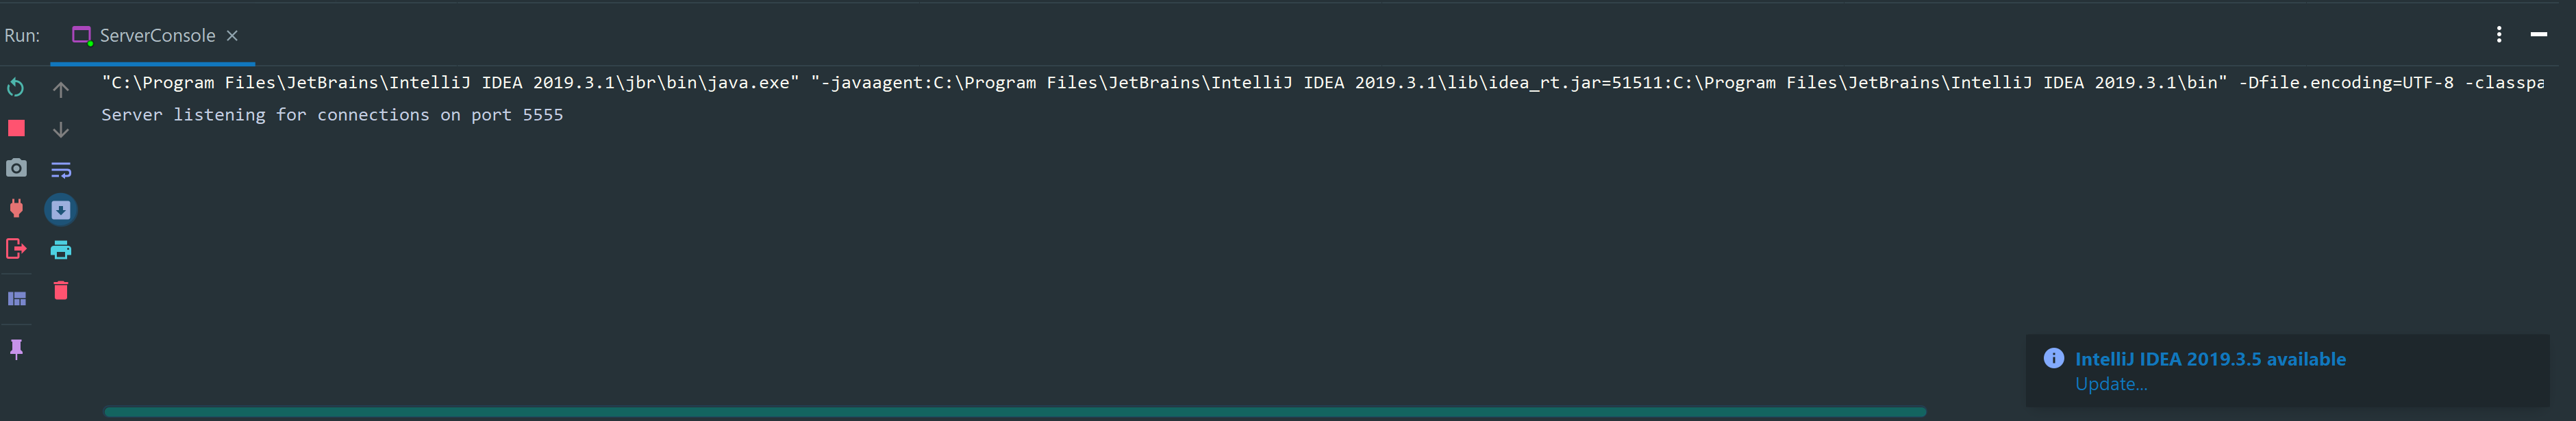 Run: ServerConsole
"C:\Program Files\JetBrains\IntelliJ IDEA 2019.3.1\jbr\bin\java.exe" "-javaagent:C:\Program Files\JetBrains\IntelliJ IDEA 2019.3.1\lib\idea_rt.jar=51511:C:\Program Files\JetBrains\IntelliJ IDEA 2019.3.1\bin" -Dfile.encoding=UTF-8 -classpa
Server listening for connections on port 5555
IntelliJ IDEA 2019.3.5 available
Update...